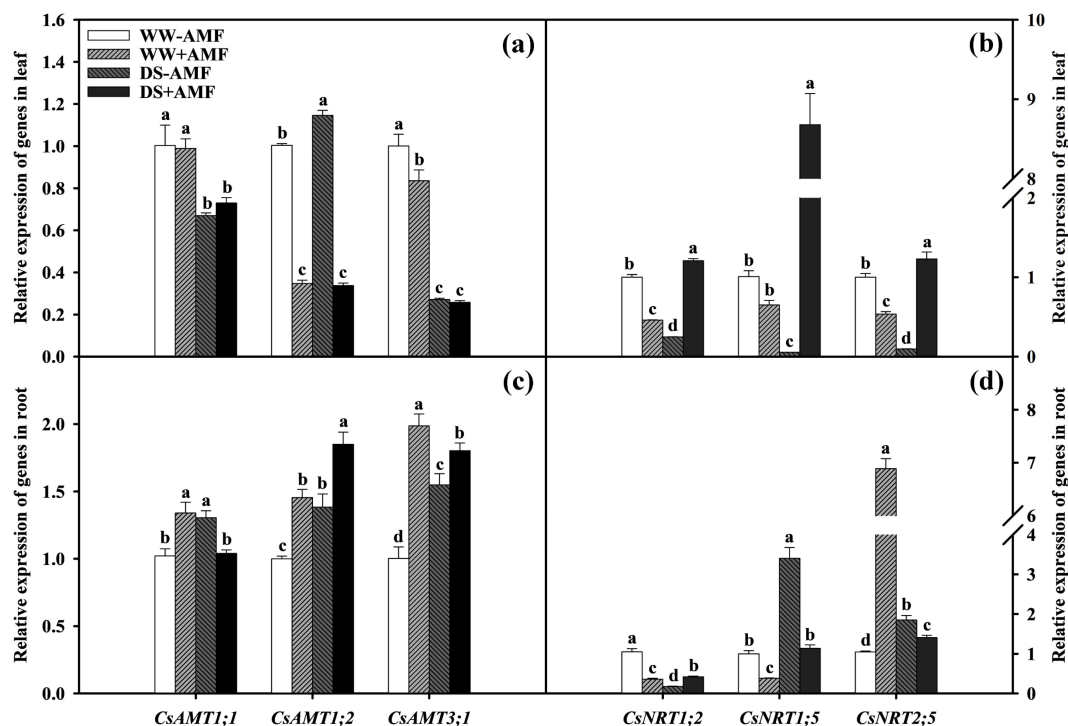 Relative expression of genes in leaf
1.6
1.4
1.2
1.0
0.8
0.6
0.4
0.2
0.0
WW-AMF
WW+AMF
DS-AMF
DS+AMF
(a)
a a b b
b c a c
a b c c
(b)
b c d a
b b c a
b c d a
10
9
8
2
1
0
Relative expression of genes in leaf
Relative expression of genes in root
2.0
1.5
1.0
0.5
0.0
(c)
b a a b
c b b a
d a c b
CsAMT1;1 CsAMT1;2 CsAMT3;1
(d)
a c d b
b c a b
d a b c
CsNRT1;2 CsNRT1;5 CsNRT2;5
8
7
6
4
3
2
1
0
Relative expression of genes in root